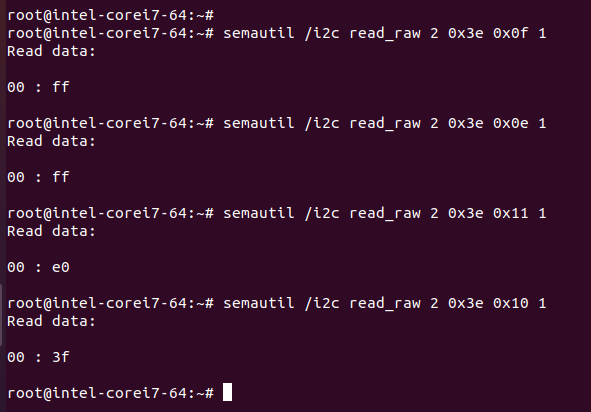 root@intel-corei7-64:~#
root@intel-corei7-64:~# semautil /i2c read_raw 2 0x3e 0x0f 1
Read data:
00 : ff
root@intel-corei7-64:~# semautil /i2c read_raw 2 0x3e 0x0e 1
Read data:
00 : ff
root@intel-corei7-64:~# semautil /i2c read_raw 2 0x3e 0x11 1
Read data:
00 : e0
root@intel-corei7-64:~# semautil /i2c read_raw 2 0x3e 0x10 1
Read data:
00 : 3f
root@intel-corei7-64:~#